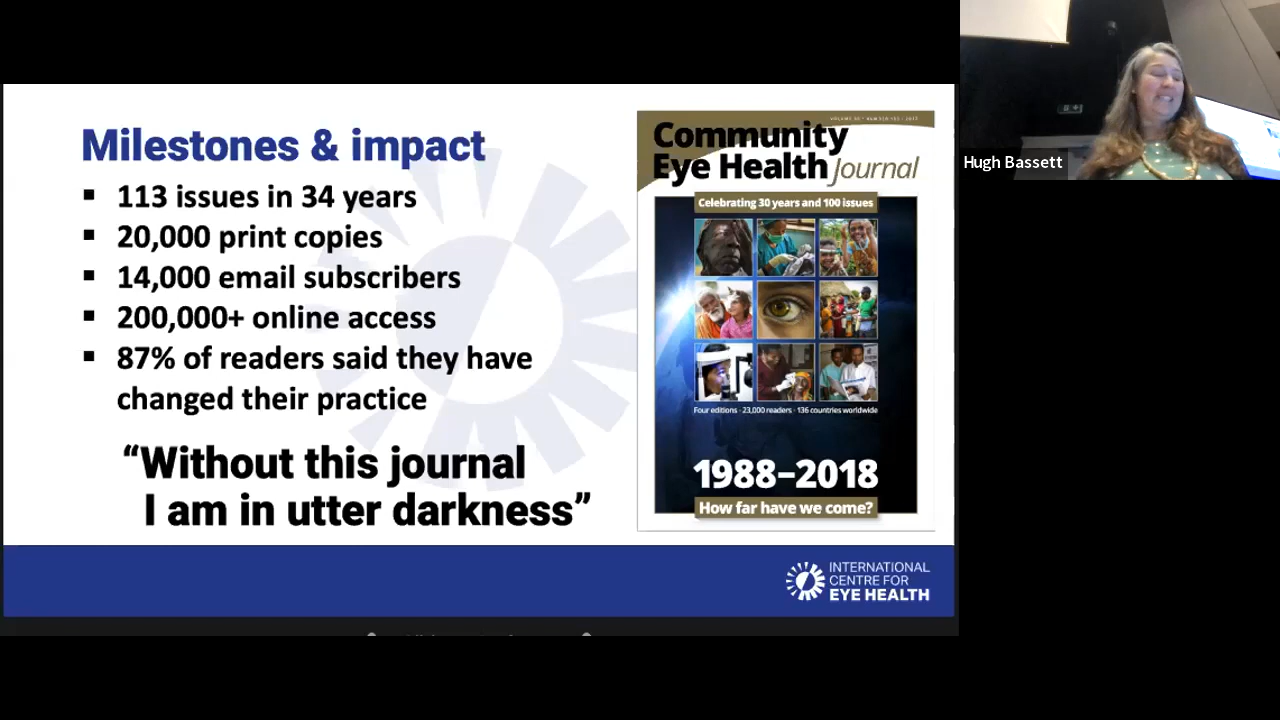 Milestones & impact
▪ 113 issues in 34 years
▪ 20,000 print copies
▪ 14,000 email subscribers
▪ 200,000+ online access
▪ 87% of readers said they have
changed their practice
“Without this journal
I am in utter darkness”
Community
Eye Health Journal
Celebrating 30 years and 100 issues
Four editions · 23,000 readers · 136 countries worldwide
1988–2018
How far have we come?
INTERNATIONAL
CENTRE FOR
EYE HEALTH
Hugh Bassett